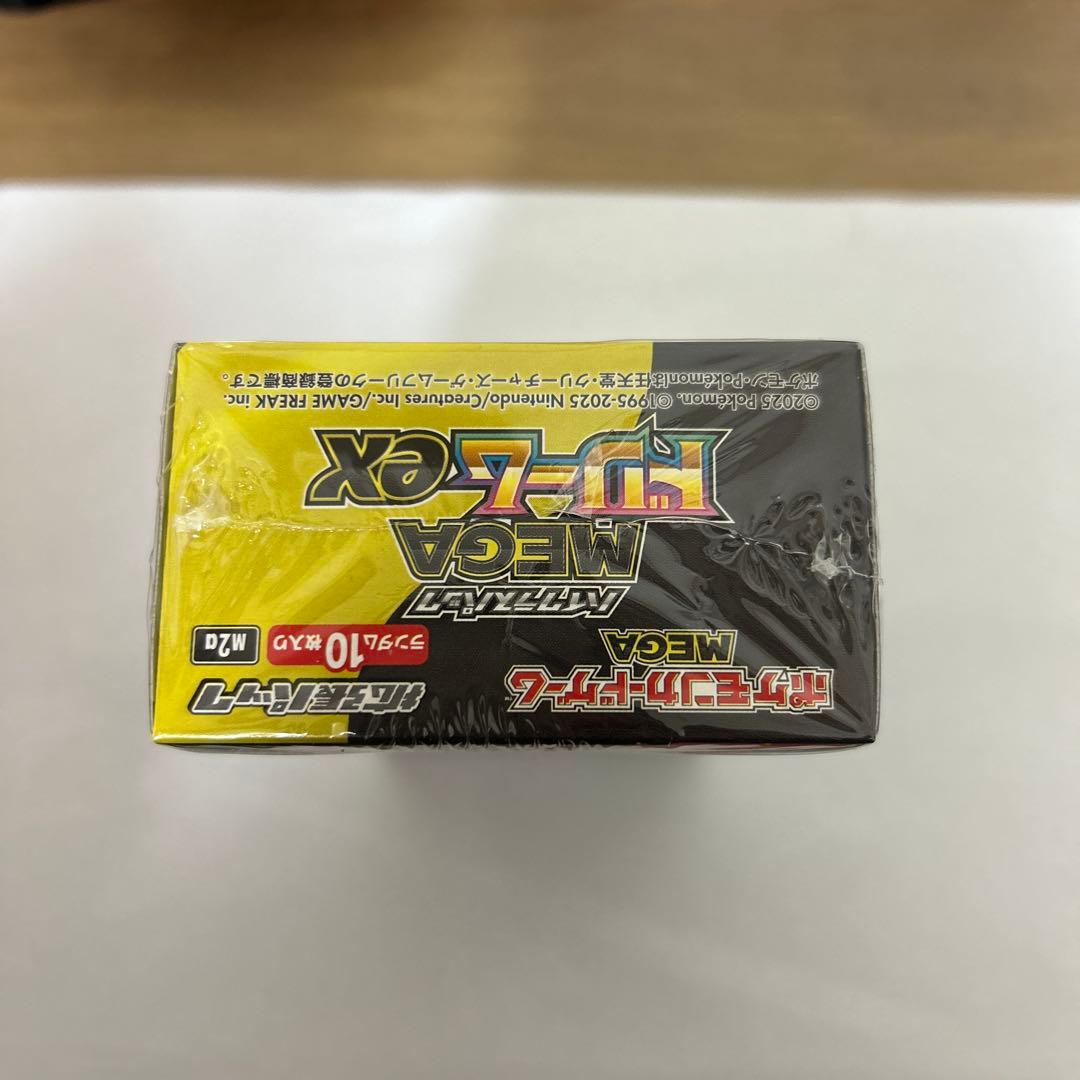 ポケモンカードゲーム™
MEGA
拡張パック
ランダム10枚入り
M2a
ハイクラスパック
MEGA
ドリームex
©2025 Pokémon. ©1995-2025 Nintendo/Creatures Inc./GAME FREAK inc.
ポケモン・Pokémonは任天堂・クリーチャーズ・ゲームフリークの登録商標です。